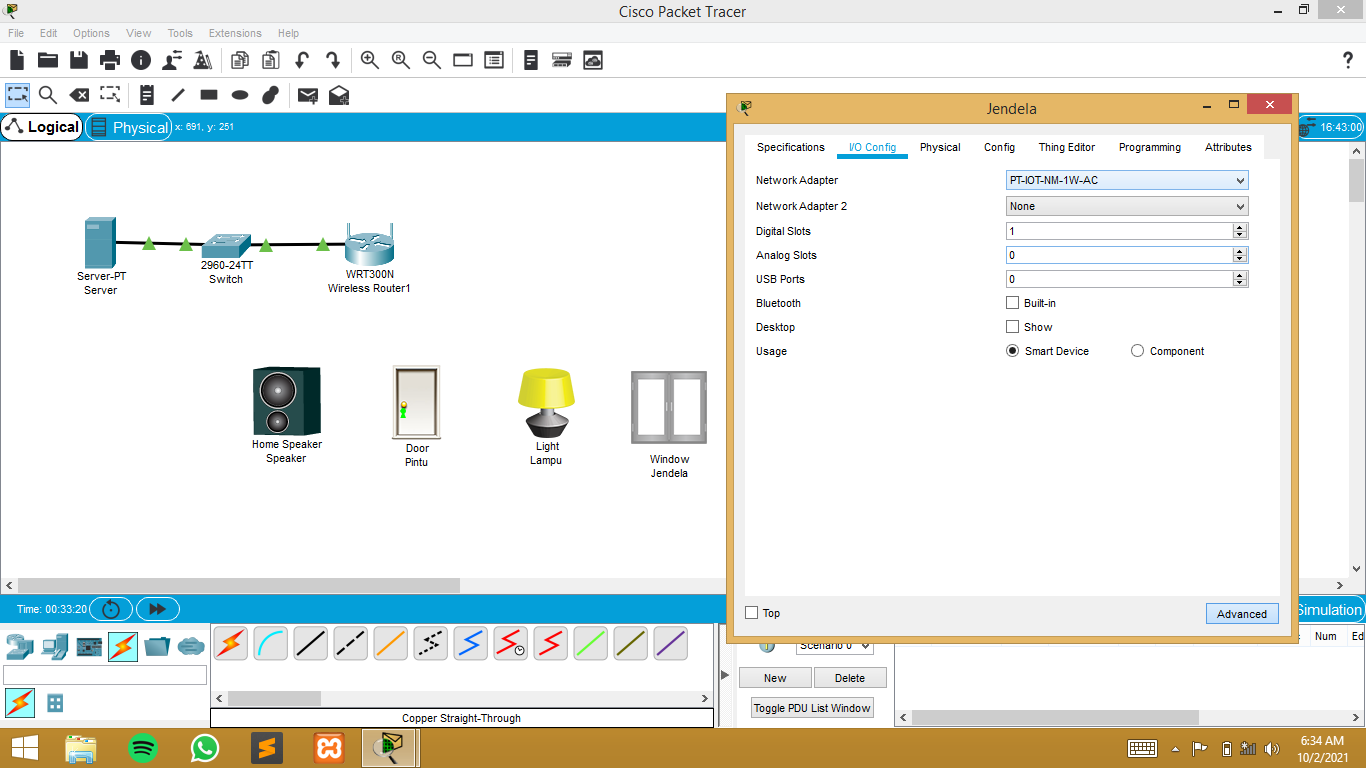 Cisco Packet Tracer
File Edit Options View Tools Extensions Help
?
Logical
Physical
x: 691, y: 251
16:43:00
Server-PT
Server
2960-24TT
Switch
WRT300N
Wireless Router1
Home Speaker
Speaker
Door
Pintu
Light
Lampu
Window
Jendela
Jendela
Specifications I/O Config Physical Config Thing Editor Programming Attributes
Network Adapter PT-IOT-NM-1W-AC
Network Adapter 2 None
Digital Slots 1
Analog Slots 0
USB Ports 0
Bluetooth Built-in
Desktop Show
Usage Smart Device Component
Top
Advanced
Time: 00:33:20
Simulation
Scenario 0
Num
New
Delete
Toggle PDU List Window
Copper Straight-Through
6:34 AM
10/2/2021